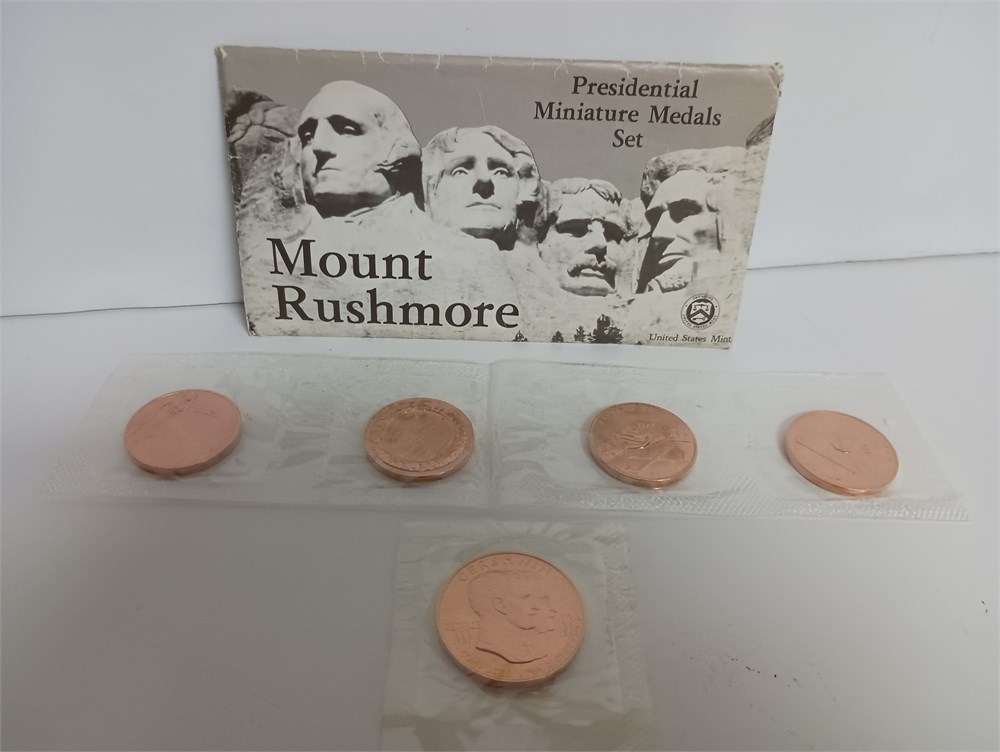 Presidential
Miniature Medals
Set
Mount
Rushmore
United States Mint